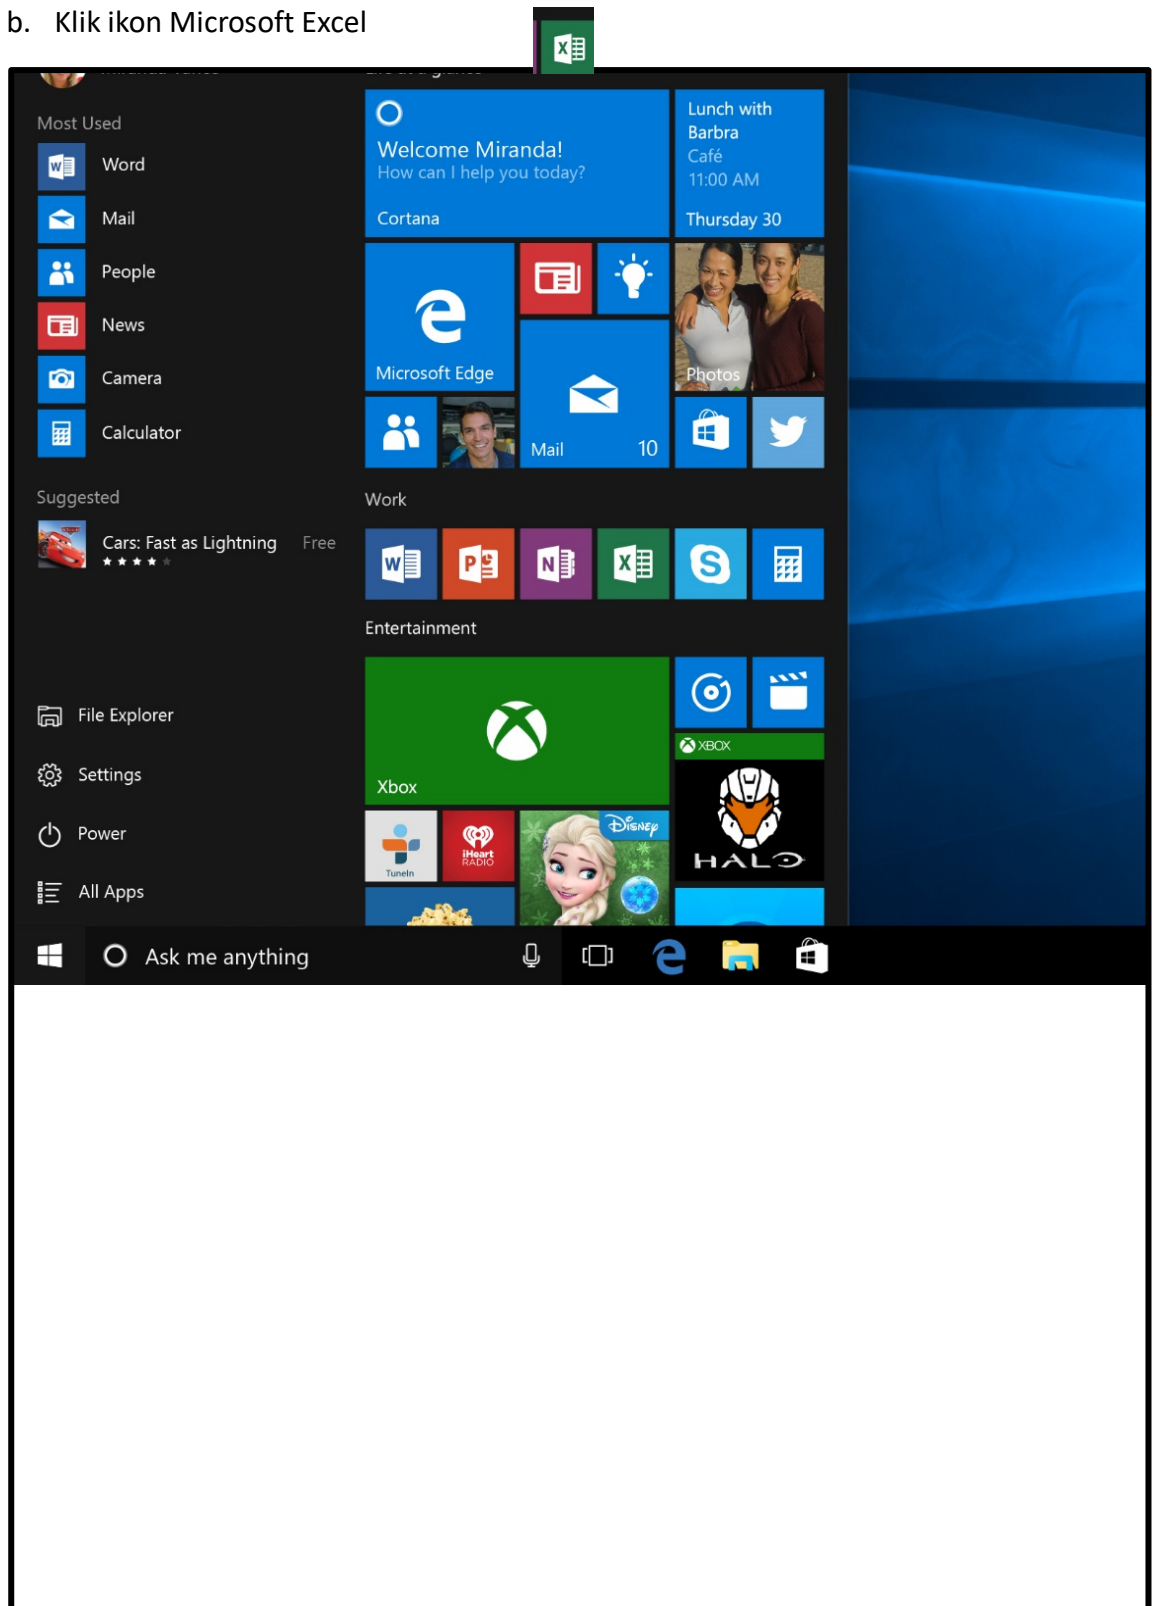 b. Klik ikon Microsoft Excel
Most Used
Word
Mail
People
News
Camera
Calculator
Suggested
Cars: Fast as Lightning Free
File Explorer
Settings
Power
All Apps
Welcome Miranda!
How can I help you today?
Cortana
Lunch with
Barbra
Café
11:00 AM
Thursday 30
Microsoft Edge
Mail 10
Photos
Work
Entertainment
Xbox
XBOX
HALO
TuneIn
iHeart
RADIO
Disney
Ask me anything